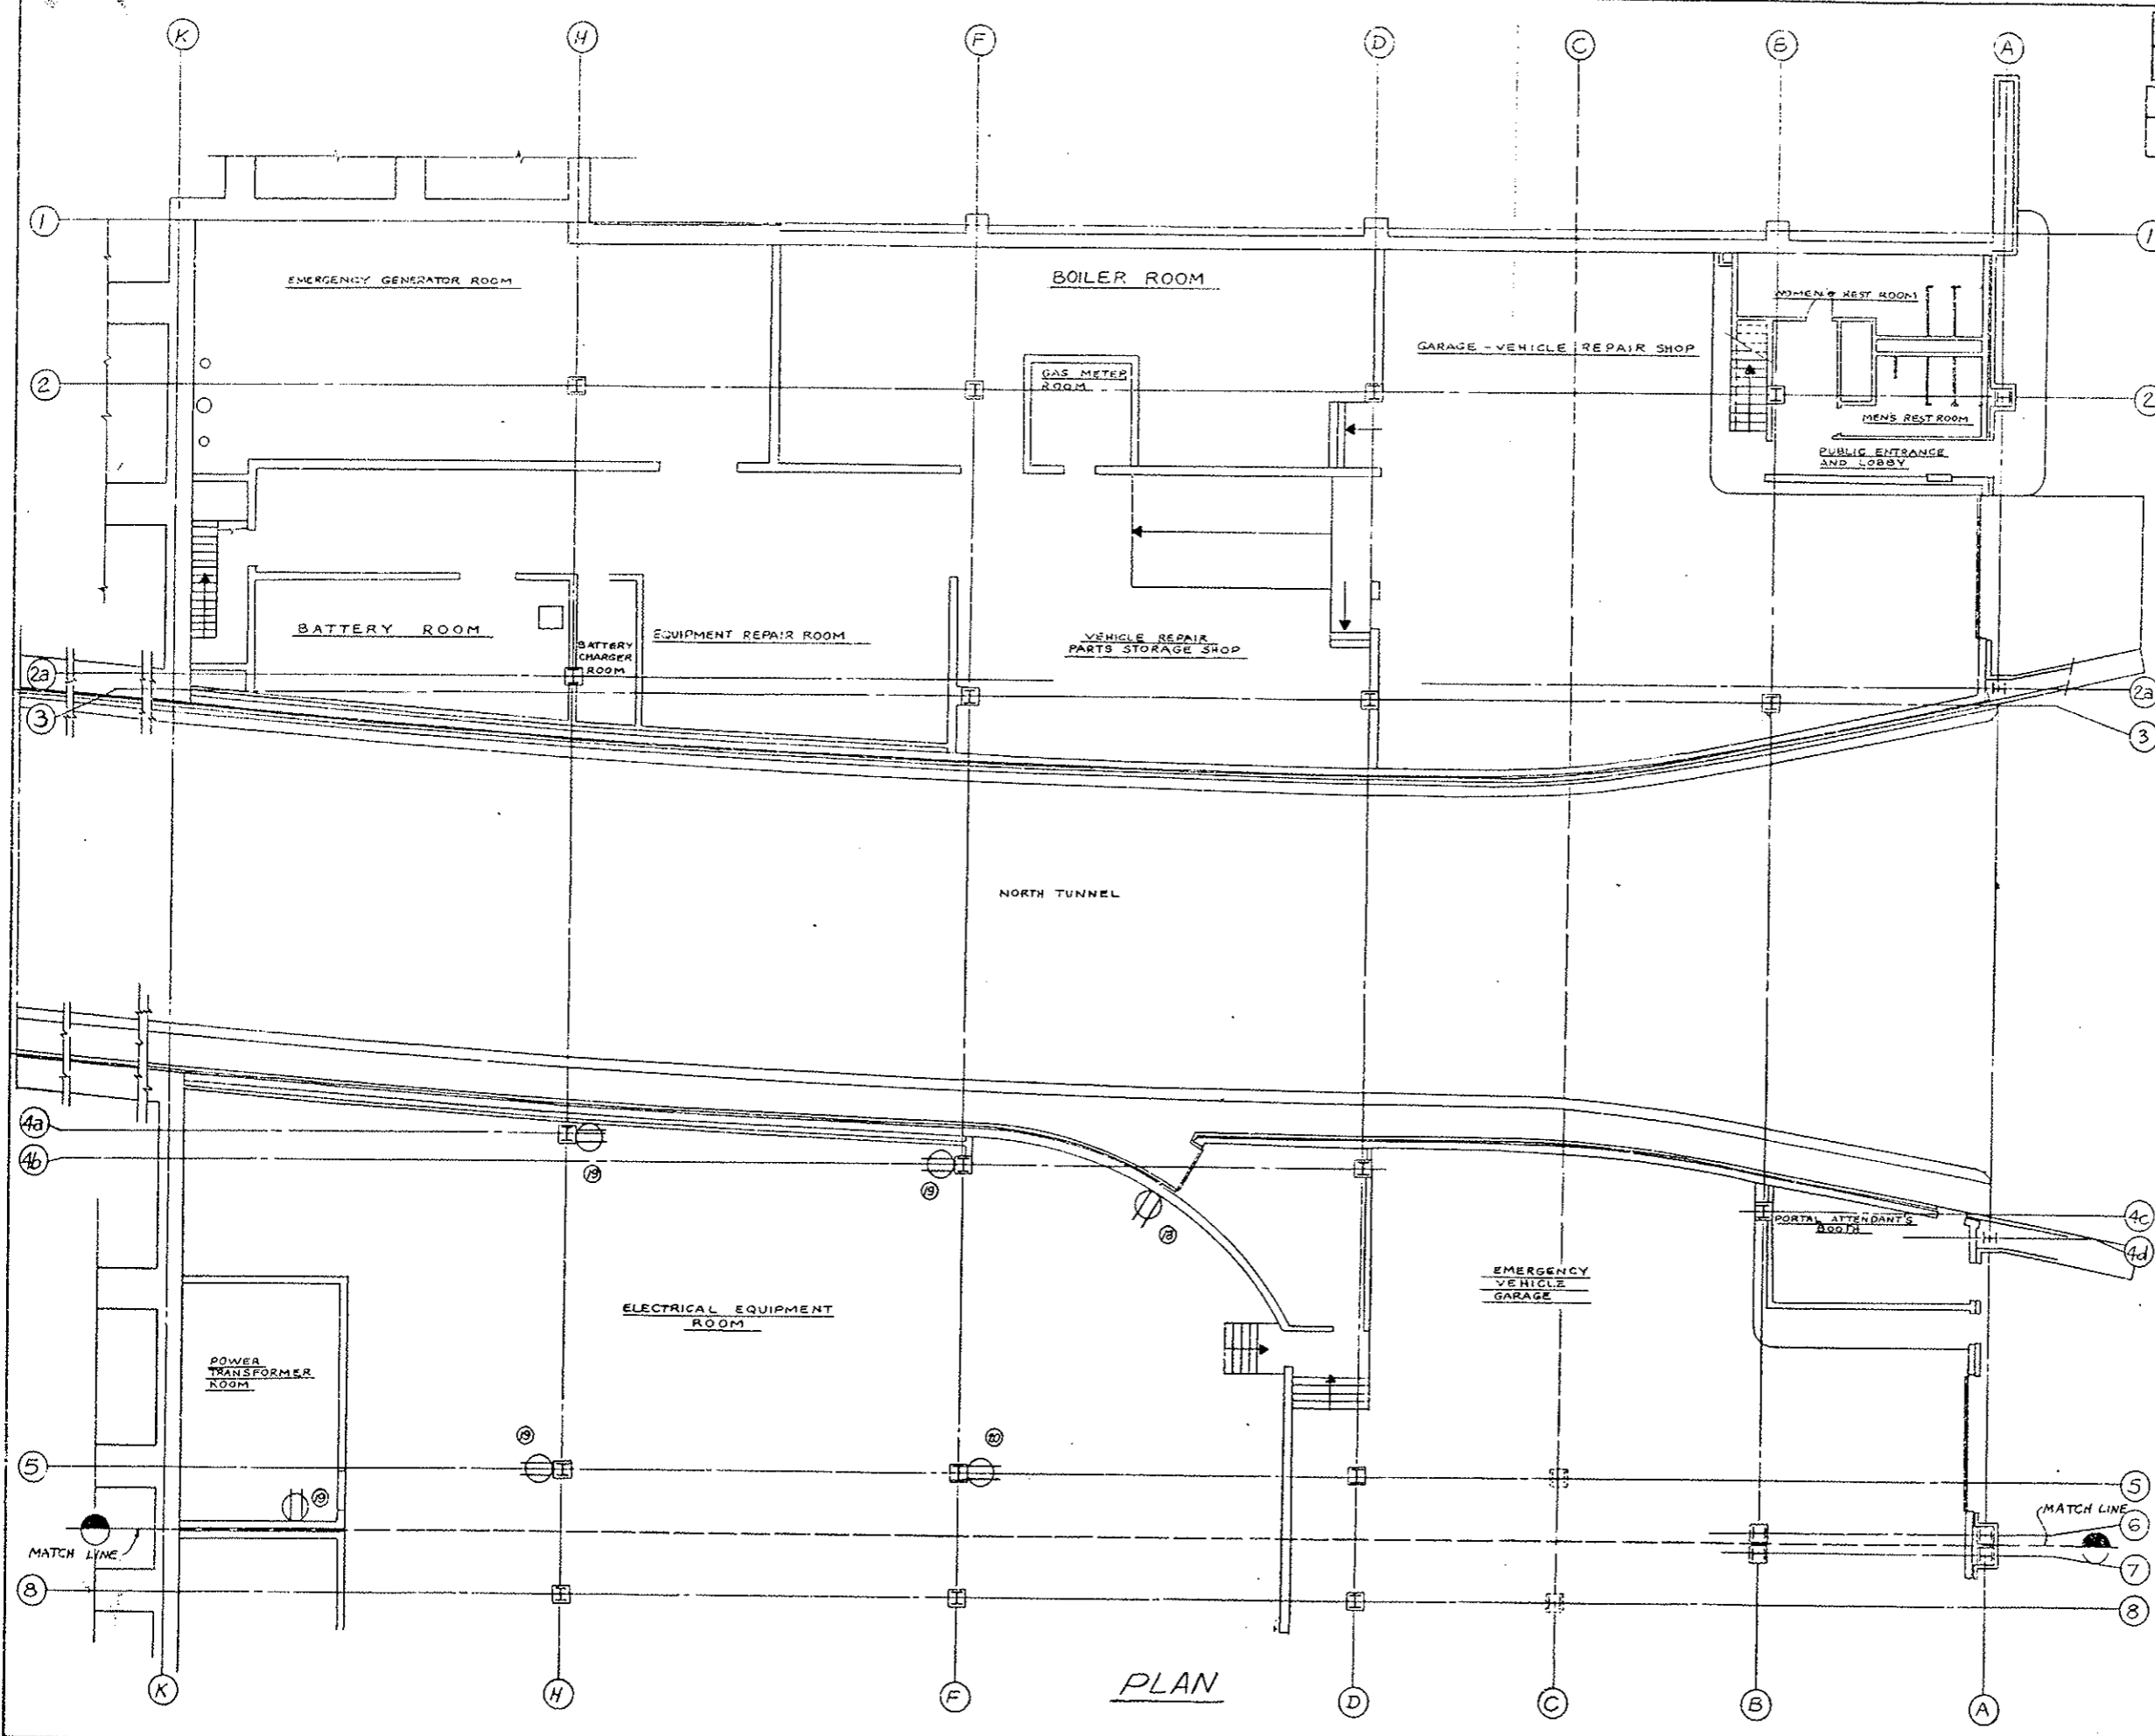 K
H
F
D
C
B
A
1
1
EMERGENCY GENERATOR ROOM
BOILER ROOM
WOMEN'S REST ROOM
GARAGE - VEHICLE REPAIR SHOP
GAS METER
ROOM
2
2
MEN'S REST ROOM
PUBLIC ENTRANCE
AND LOBBY
BATTERY ROOM
BATTERY
CHARGER
ROOM
EQUIPMENT REPAIR ROOM
VEHICLE REPAIR
PARTS STORAGE SHOP
2a
2a
3
3
NORTH TUNNEL
4a
4b
19
19
18
PORTAL ATTENDANT'S
BOOTH
4c
4d
EMERGENCY
VEHICLE
GARAGE
ELECTRICAL EQUIPMENT
ROOM
POWER
TRANSFORMER
ROOM
19
20
5
5
19
MATCH LINE
MATCH LINE
6
7
8
8
K
H
F
D
C
B
A
PLAN